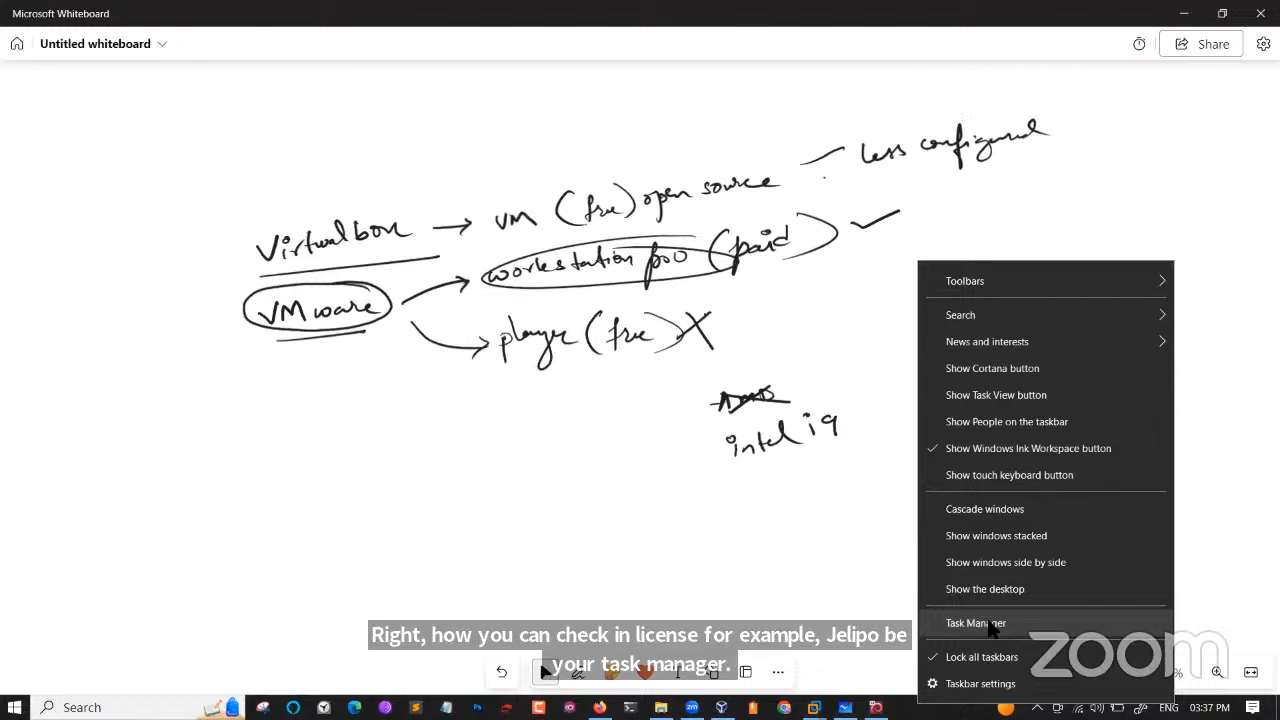 Microsoft Whiteboard
Untitled whiteboard
Share
less configured
Virtualbox → VM (free) open source
VMware
workstation pro (paid)
player (free) X
intel i9
Toolbars
Search
News and interests
Show Cortana button
Show Task View button
Show People on the taskbar
Show Windows Ink Workspace button
Show touch keyboard button
Cascade windows
Show windows stacked
Show windows side by side
Show the desktop
Task Manager
Lock all taskbars
Taskbar settings
Right, how you can check in license for example, Jelipo be
your task manager.
zoom
%
Search
ENG
03:37 PM